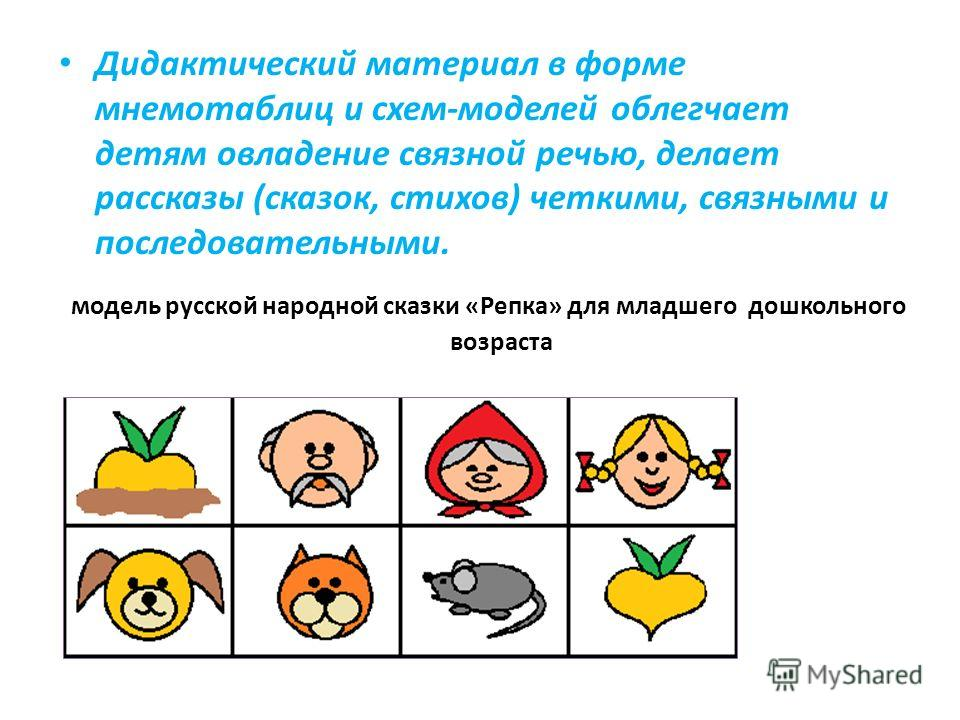 • Дидактический материал в форме
мнемотаблиц и схем-моделей облегчает
детям овладение связной речью, делает
рассказы (сказок, стихов) четкими, связными и
последовательными.
модель русской народной сказки «Репка» для младшего дошкольного
возраста
MyShared